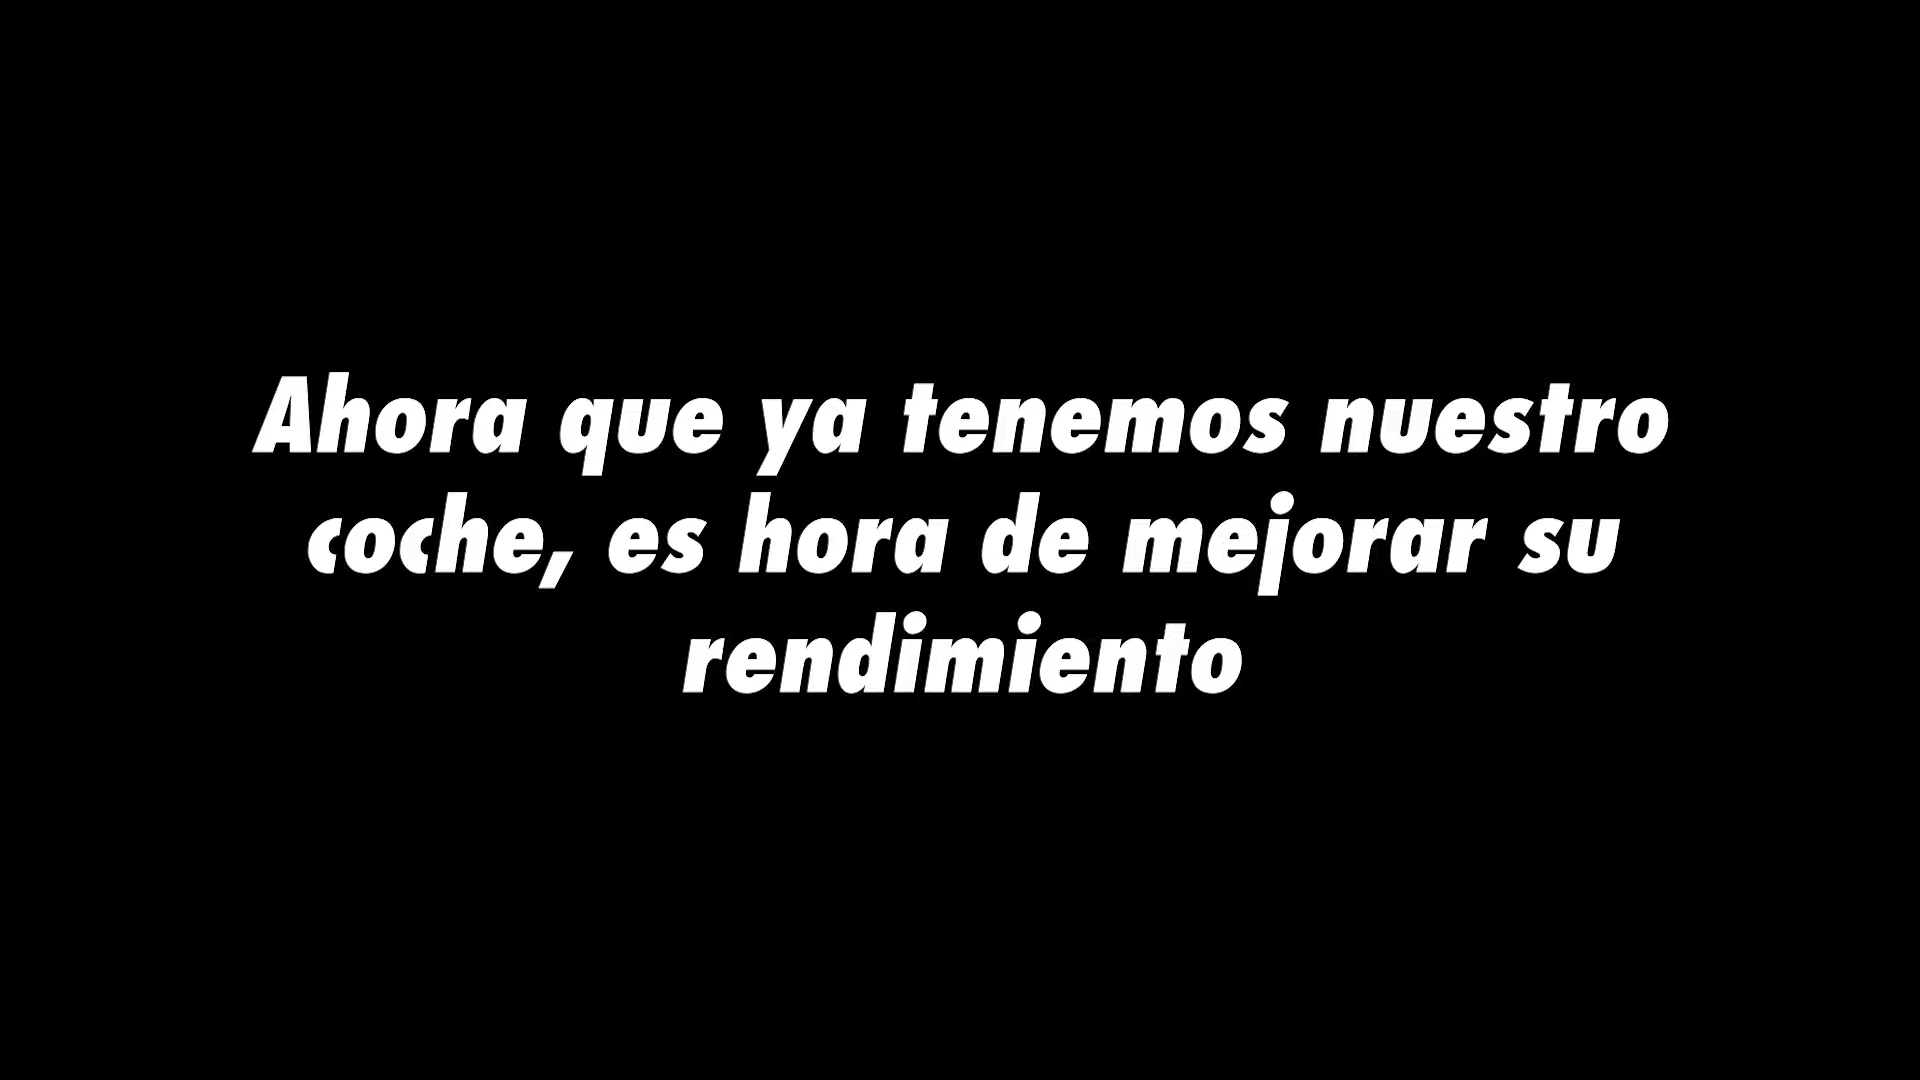 Ahora que ya tenemos nuestro
coche, es hora de mejorar su
rendimiento